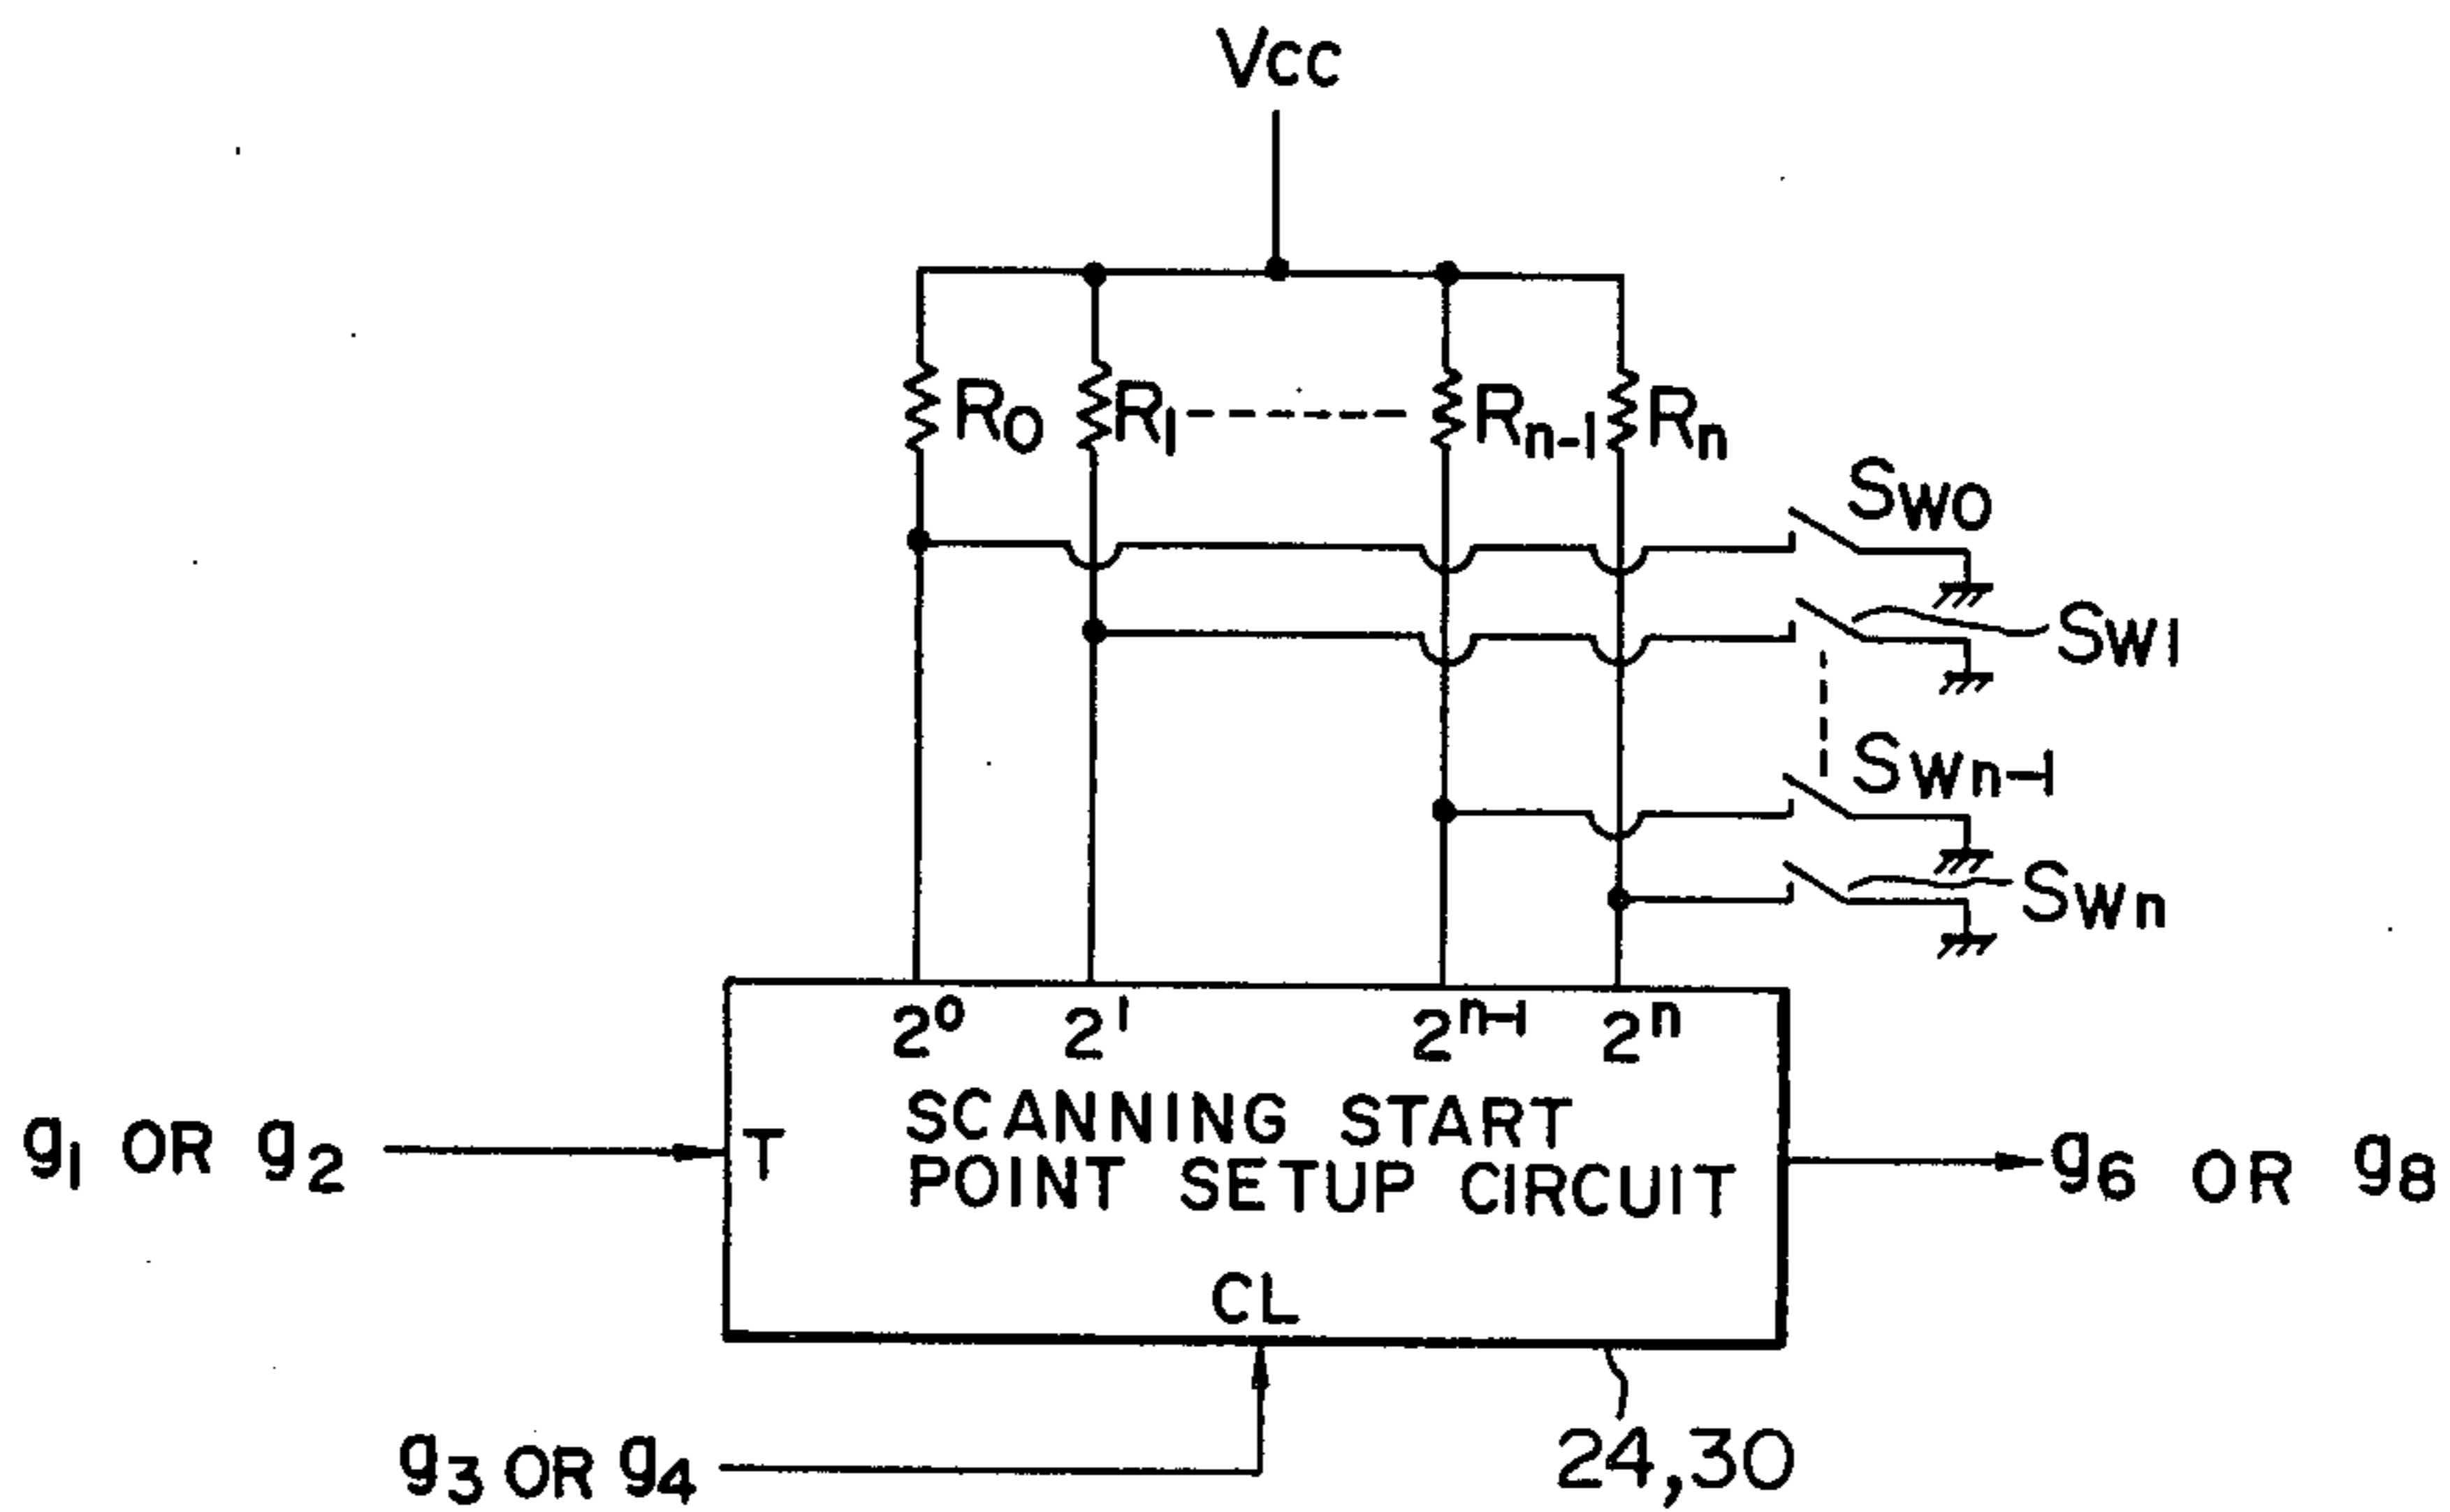 Vcc
R0 R1 Rn-1 Rn
Sw0
Sw1
Swn-1
Swn
2^0 2^1 2^n-1 2^n
g1 OR g2 T SCANNING START
POINT SETUP CIRCUIT g6 OR g8
CL
g3 OR g4 24,30